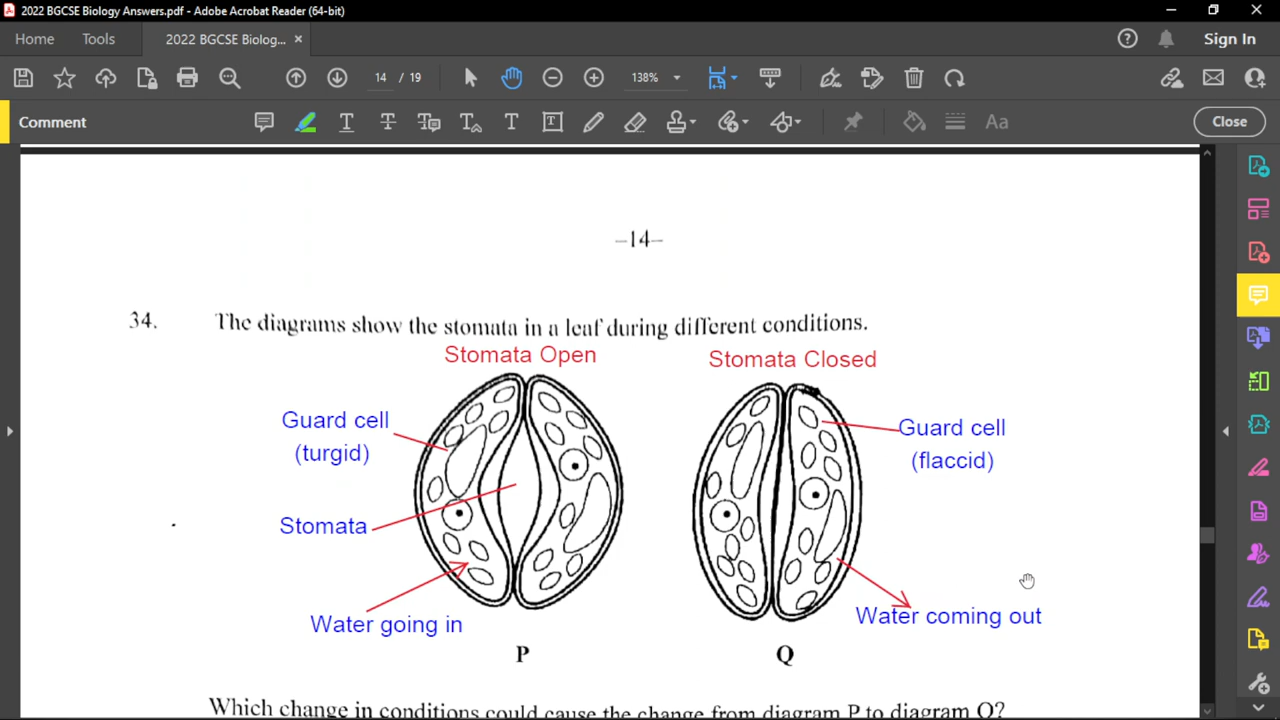 2022 BGCSE Biology Answers.pdf - Adobe Acrobat Reader (64-bit)
Home Tools 2022 BGCSE Biolog... × Sign In
14 / 19 138%
Comment Close
–14–
34. The diagrams show the stomata in a leaf during different conditions.
Stomata Open Stomata Closed
Guard cell
(turgid)
Guard cell
(flaccid)
Stomata
Water going in
Water coming out
P Q
Which change in conditions could cause the change from diagram P to diagram Q?